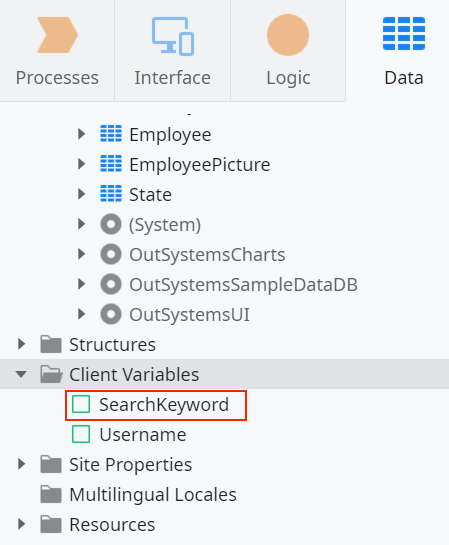 Processes Interface Logic Data
Employee
EmployeePicture
State
(System)
OutSystemsCharts
OutSystemsSampleDataDB
OutSystemsUI
Structures
Client Variables
SearchKeyword
Username
Site Properties
Multilingual Locales
Resources